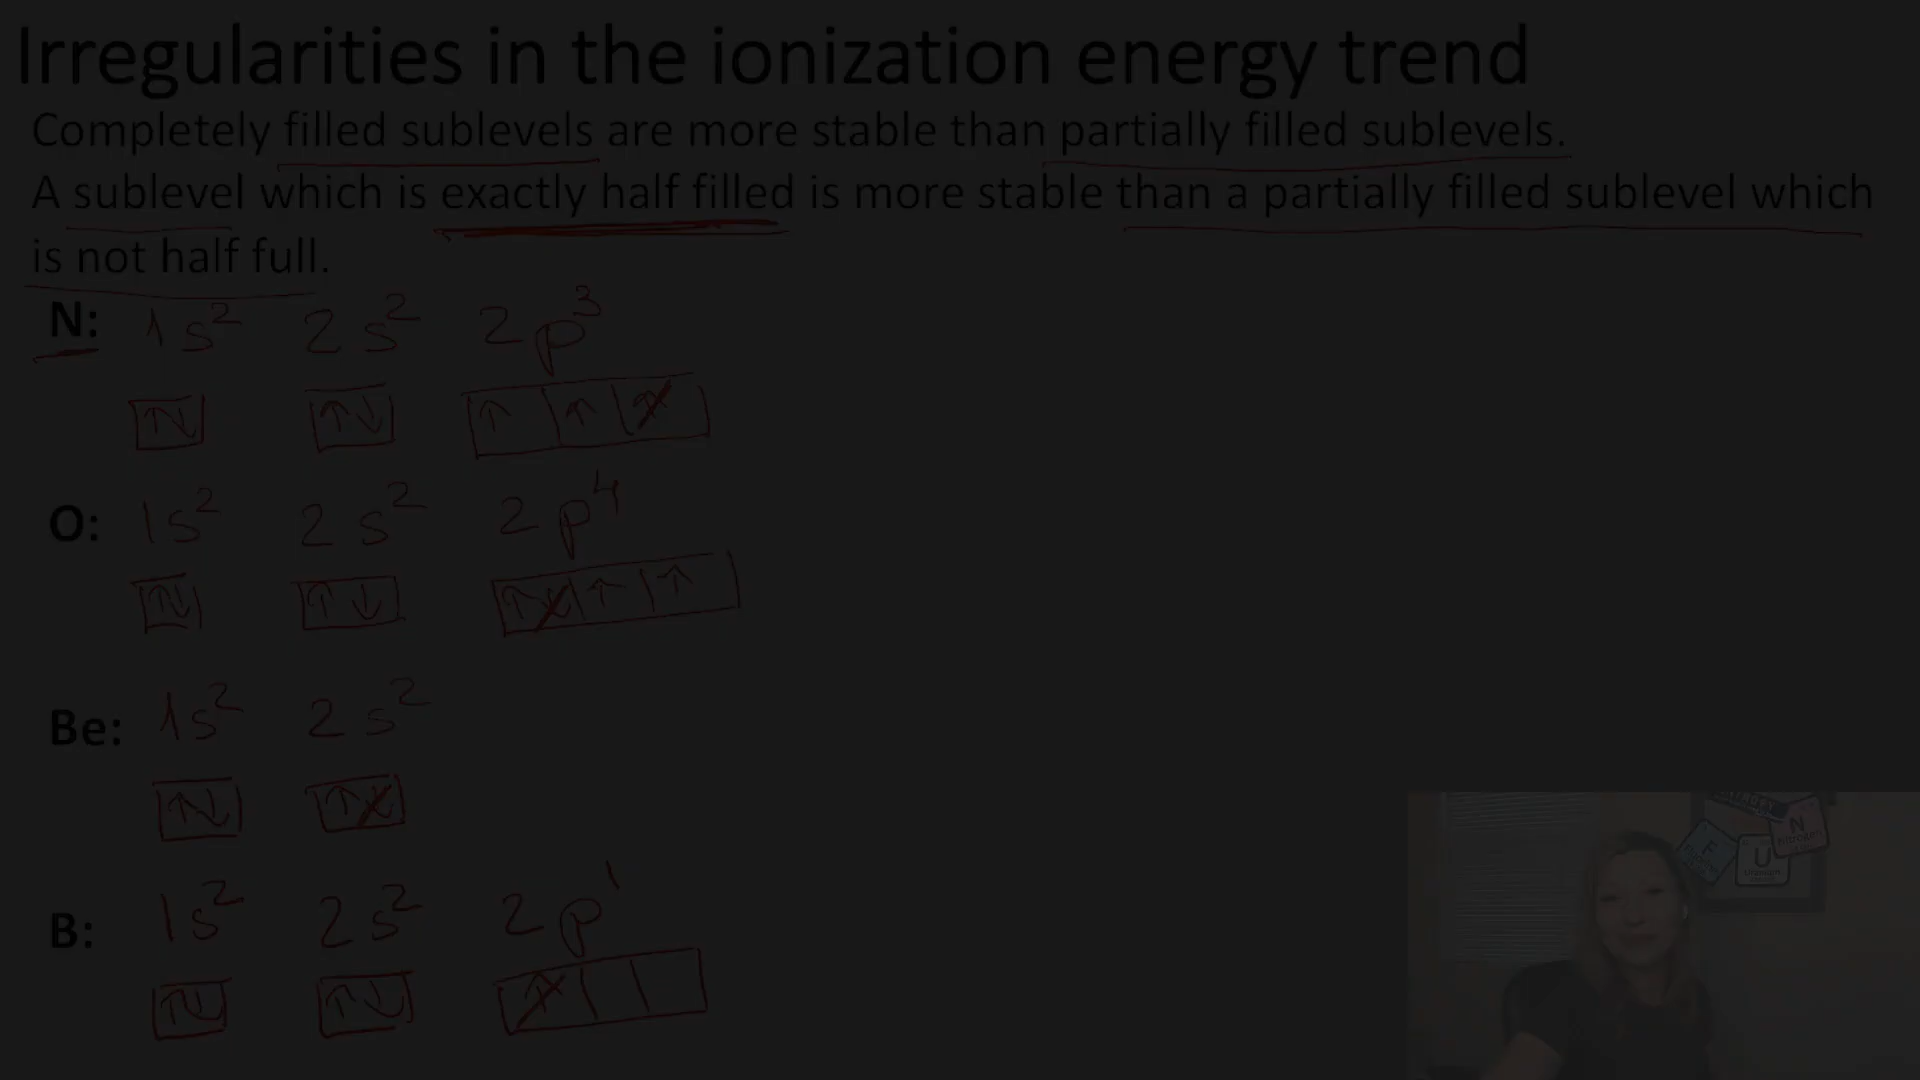 Irregularities in the ionization energy trend
Completely filled sublevels are more stable than partially filled sublevels.
A sublevel which is exactly half filled is more stable than a partially filled sublevel which
is not half full.
N: 1s² 2s² 2p³
↑↓ ↑↓ ↑ ↑ ↑
O: 1s² 2s² 2p⁴
↑↓ ↑↓ ↑↓ ↑ ↑
Be: 1s² 2s²
↑↓ ↑↓
B: 1s² 2s² 2p¹
↑↓ ↑↓ ↑
N
Nitrogen
F
U
Uranium